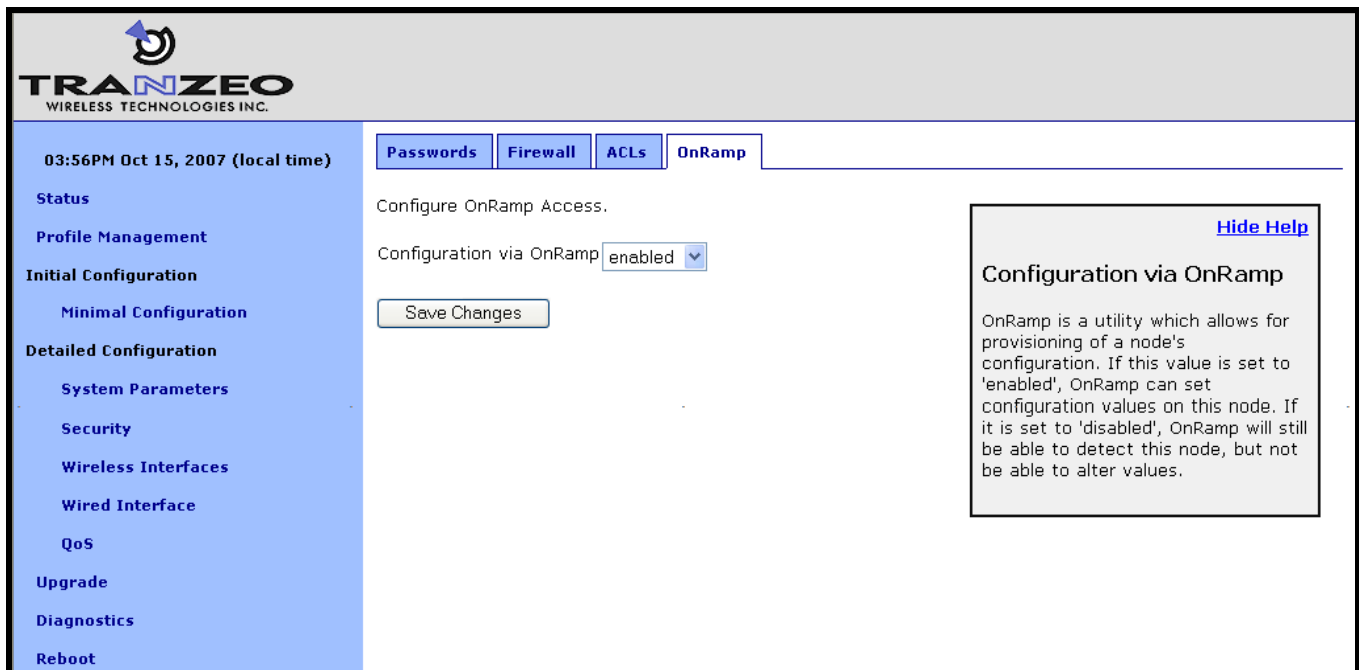 TRANZEO
WIRELESS TECHNOLOGIES INC.
03:56PM Oct 15, 2007 (local time)
Status
Profile Management
Initial Configuration
Minimal Configuration
Detailed Configuration
System Parameters
Security
Wireless Interfaces
Wired Interface
QoS
Upgrade
Diagnostics
Reboot
Passwords Firewall ACLs OnRamp
Configure OnRamp Access.
Configuration via OnRamp enabled
Save Changes
Hide Help
Configuration via OnRamp
OnRamp is a utility which allows for
provisioning of a node's
configuration. If this value is set to
'enabled', OnRamp can set
configuration values on this node. If
it is set to 'disabled', OnRamp will still
be able to detect this node, but not
be able to alter values.